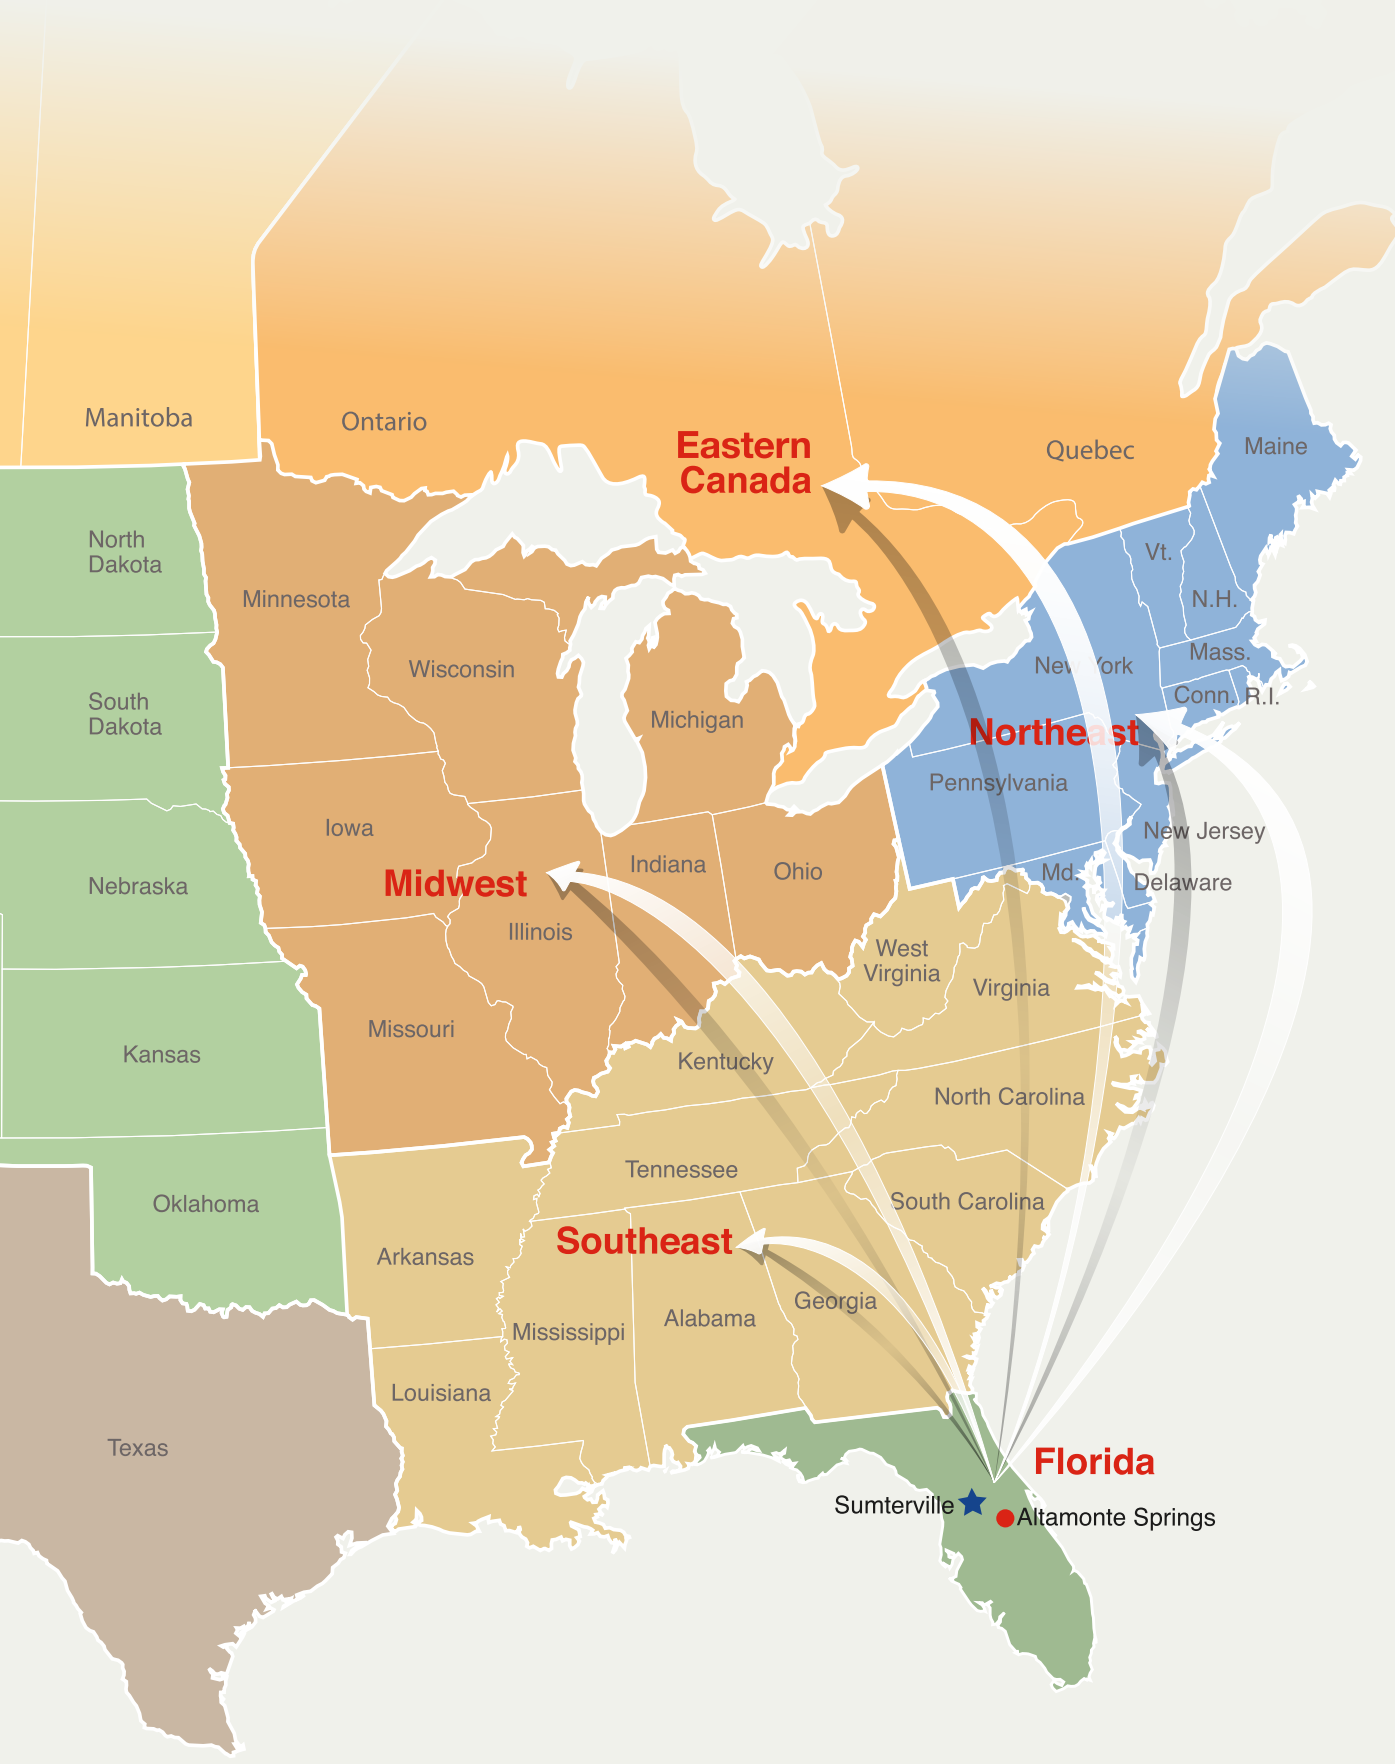 Manitoba
Ontario
Eastern
Canada
Quebec
Maine
North
Dakota
Minnesota
Vt.
N.H.
Wisconsin
New York
Mass.
South
Dakota
Michigan
Conn.
R.I.
Northeast
Pennsylvania
Iowa
New Jersey
Nebraska
Midwest
Indiana
Ohio
Md.
Delaware
Illinois
West
Virginia
Virginia
Kansas
Missouri
Kentucky
North Carolina
Oklahoma
Tennessee
South Carolina
Arkansas
Southeast
Georgia
Mississippi
Alabama
Louisiana
Texas
Florida
Sumterville
Altamonte Springs